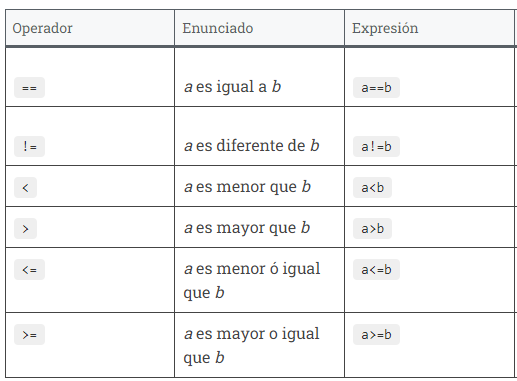 Operador Enunciado Expresión
== a es igual a b a==b
!= a es diferente de b a!=b
< a es menor que b a<b
> a es mayor que b a>b
<= a es menor ó igual a<=b
que b
>= a es mayor o igual a>=b
que b